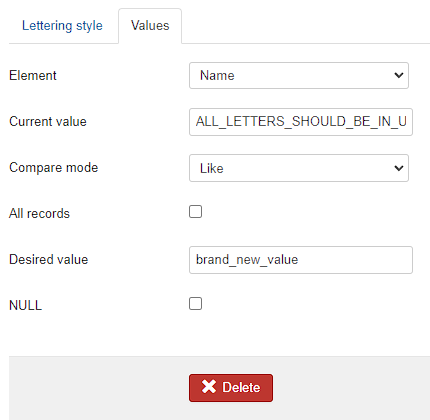 Lettering style Values
Element Name
Current value ALL_LETTERS_SHOULD_BE_IN_U
Compare mode Like
All records
Desired value brand_new_value
NULL
Delete